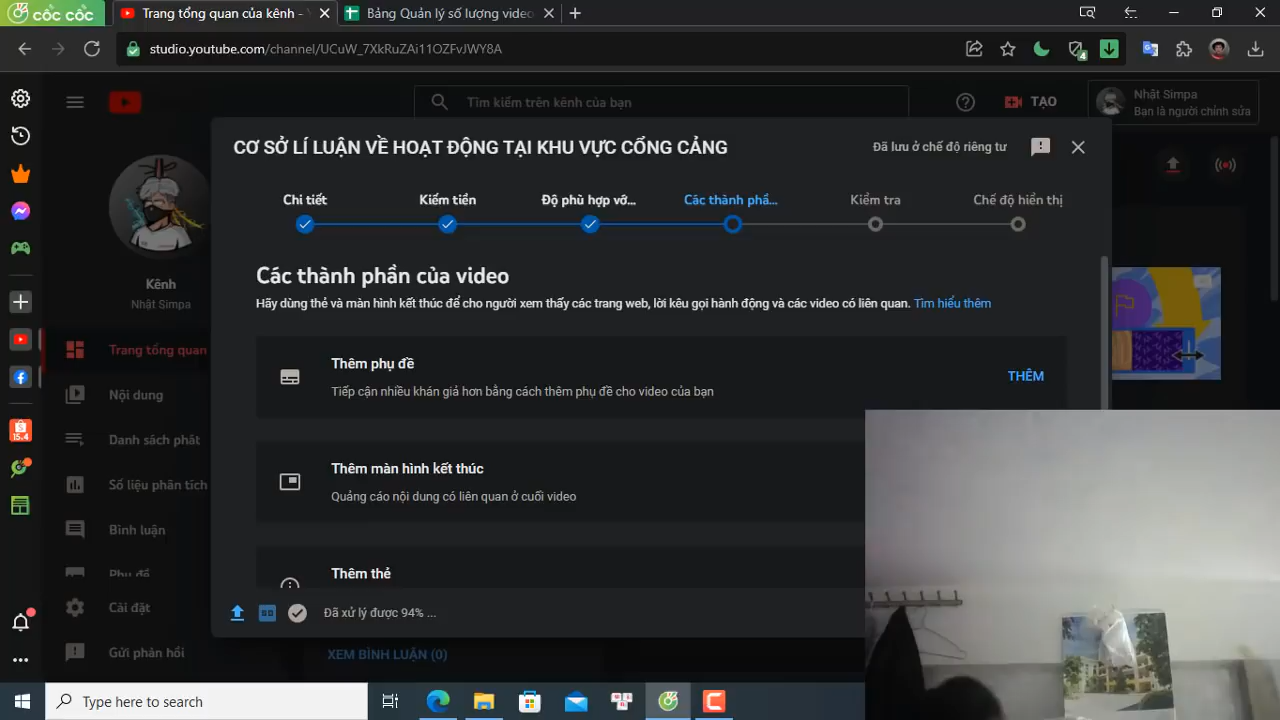 cốc cốc
Trang tổng quan của kênh -
Bảng Quản lý số lượng video
studio.youtube.com/channel/UCuW_7XkRuZAi11OZFvJWY8A
4
Tìm kiếm trên kênh của bạn
TẠO
Nhật Simpa
Bạn là người chỉnh sửa
CƠ SỞ LÍ LUẬN VỀ HOẠT ĐỘNG TẠI KHU VỰC CỔNG CẢNG
Đã lưu ở chế độ riêng tư
Chi tiết
Kiếm tiền
Độ phù hợp vớ...
Các thành phầ...
Kiểm tra
Chế độ hiển thị
Các thành phần của video
Hãy dùng thẻ và màn hình kết thúc để cho người xem thấy các trang web, lời kêu gọi hành động và các video có liên quan. Tìm hiểu thêm
Thêm phụ đề
Tiếp cận nhiều khán giả hơn bằng cách thêm phụ đề cho video của bạn
THÊM
Thêm màn hình kết thúc
Quảng cáo nội dung có liên quan ở cuối video
Thêm thẻ
Đã xử lý được 94% ...
Kênh
Nhật Simpa
Trang tổng quan
Nội dung
Danh sách phát
Số liệu phân tích
Bình luận
Phụ đề
Cài đặt
Gửi phản hồi
15.4
XEM BÌNH LUẬN (0)
Type here to search